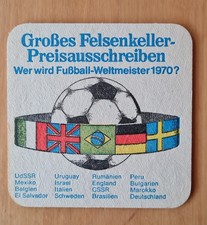 Großes Felsenkeller-
Preisausschreiben
Wer wird Fußball-Weltmeister 1970?
UdSSR Uruguay Rumänien Peru
Mexiko Israel England Bulgarien
Belgien Italien CSSR Marokko
El Salvador Schweden Brasilien Deutschland